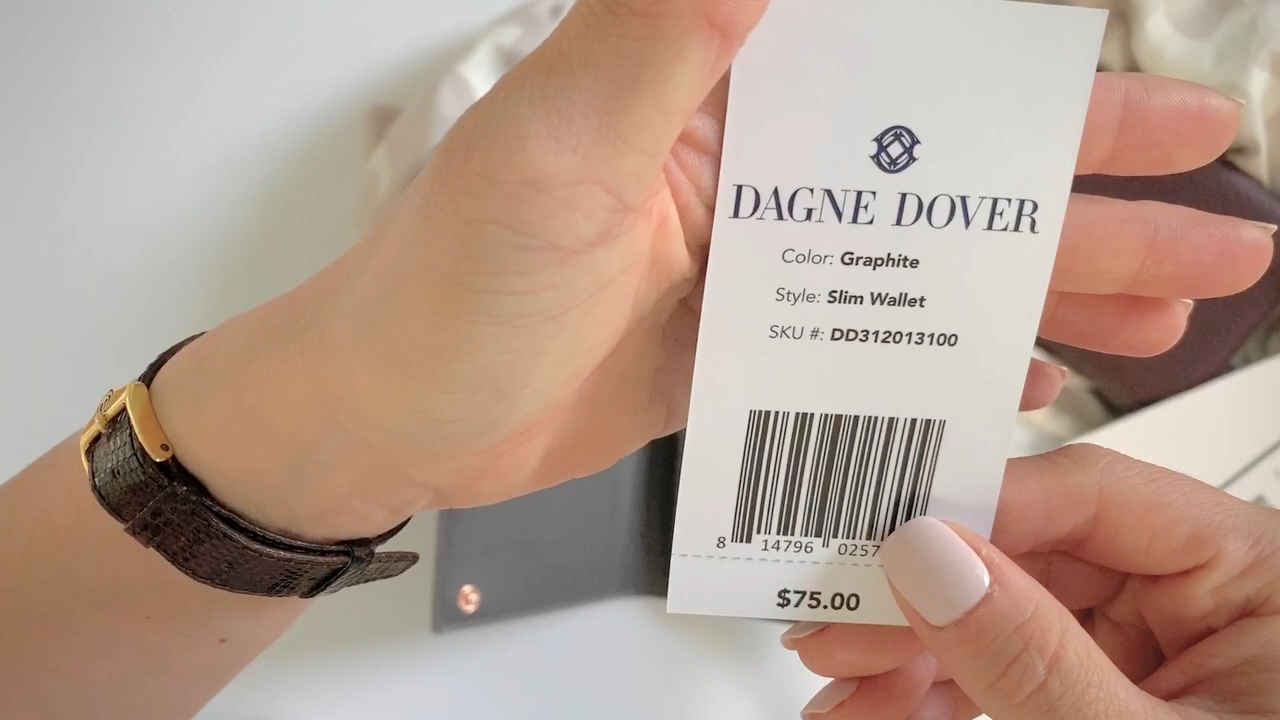 DAGNE DOVER
Color: Graphite
Style: Slim Wallet
SKU #: DD312013100
8 14796 0257
$75.00